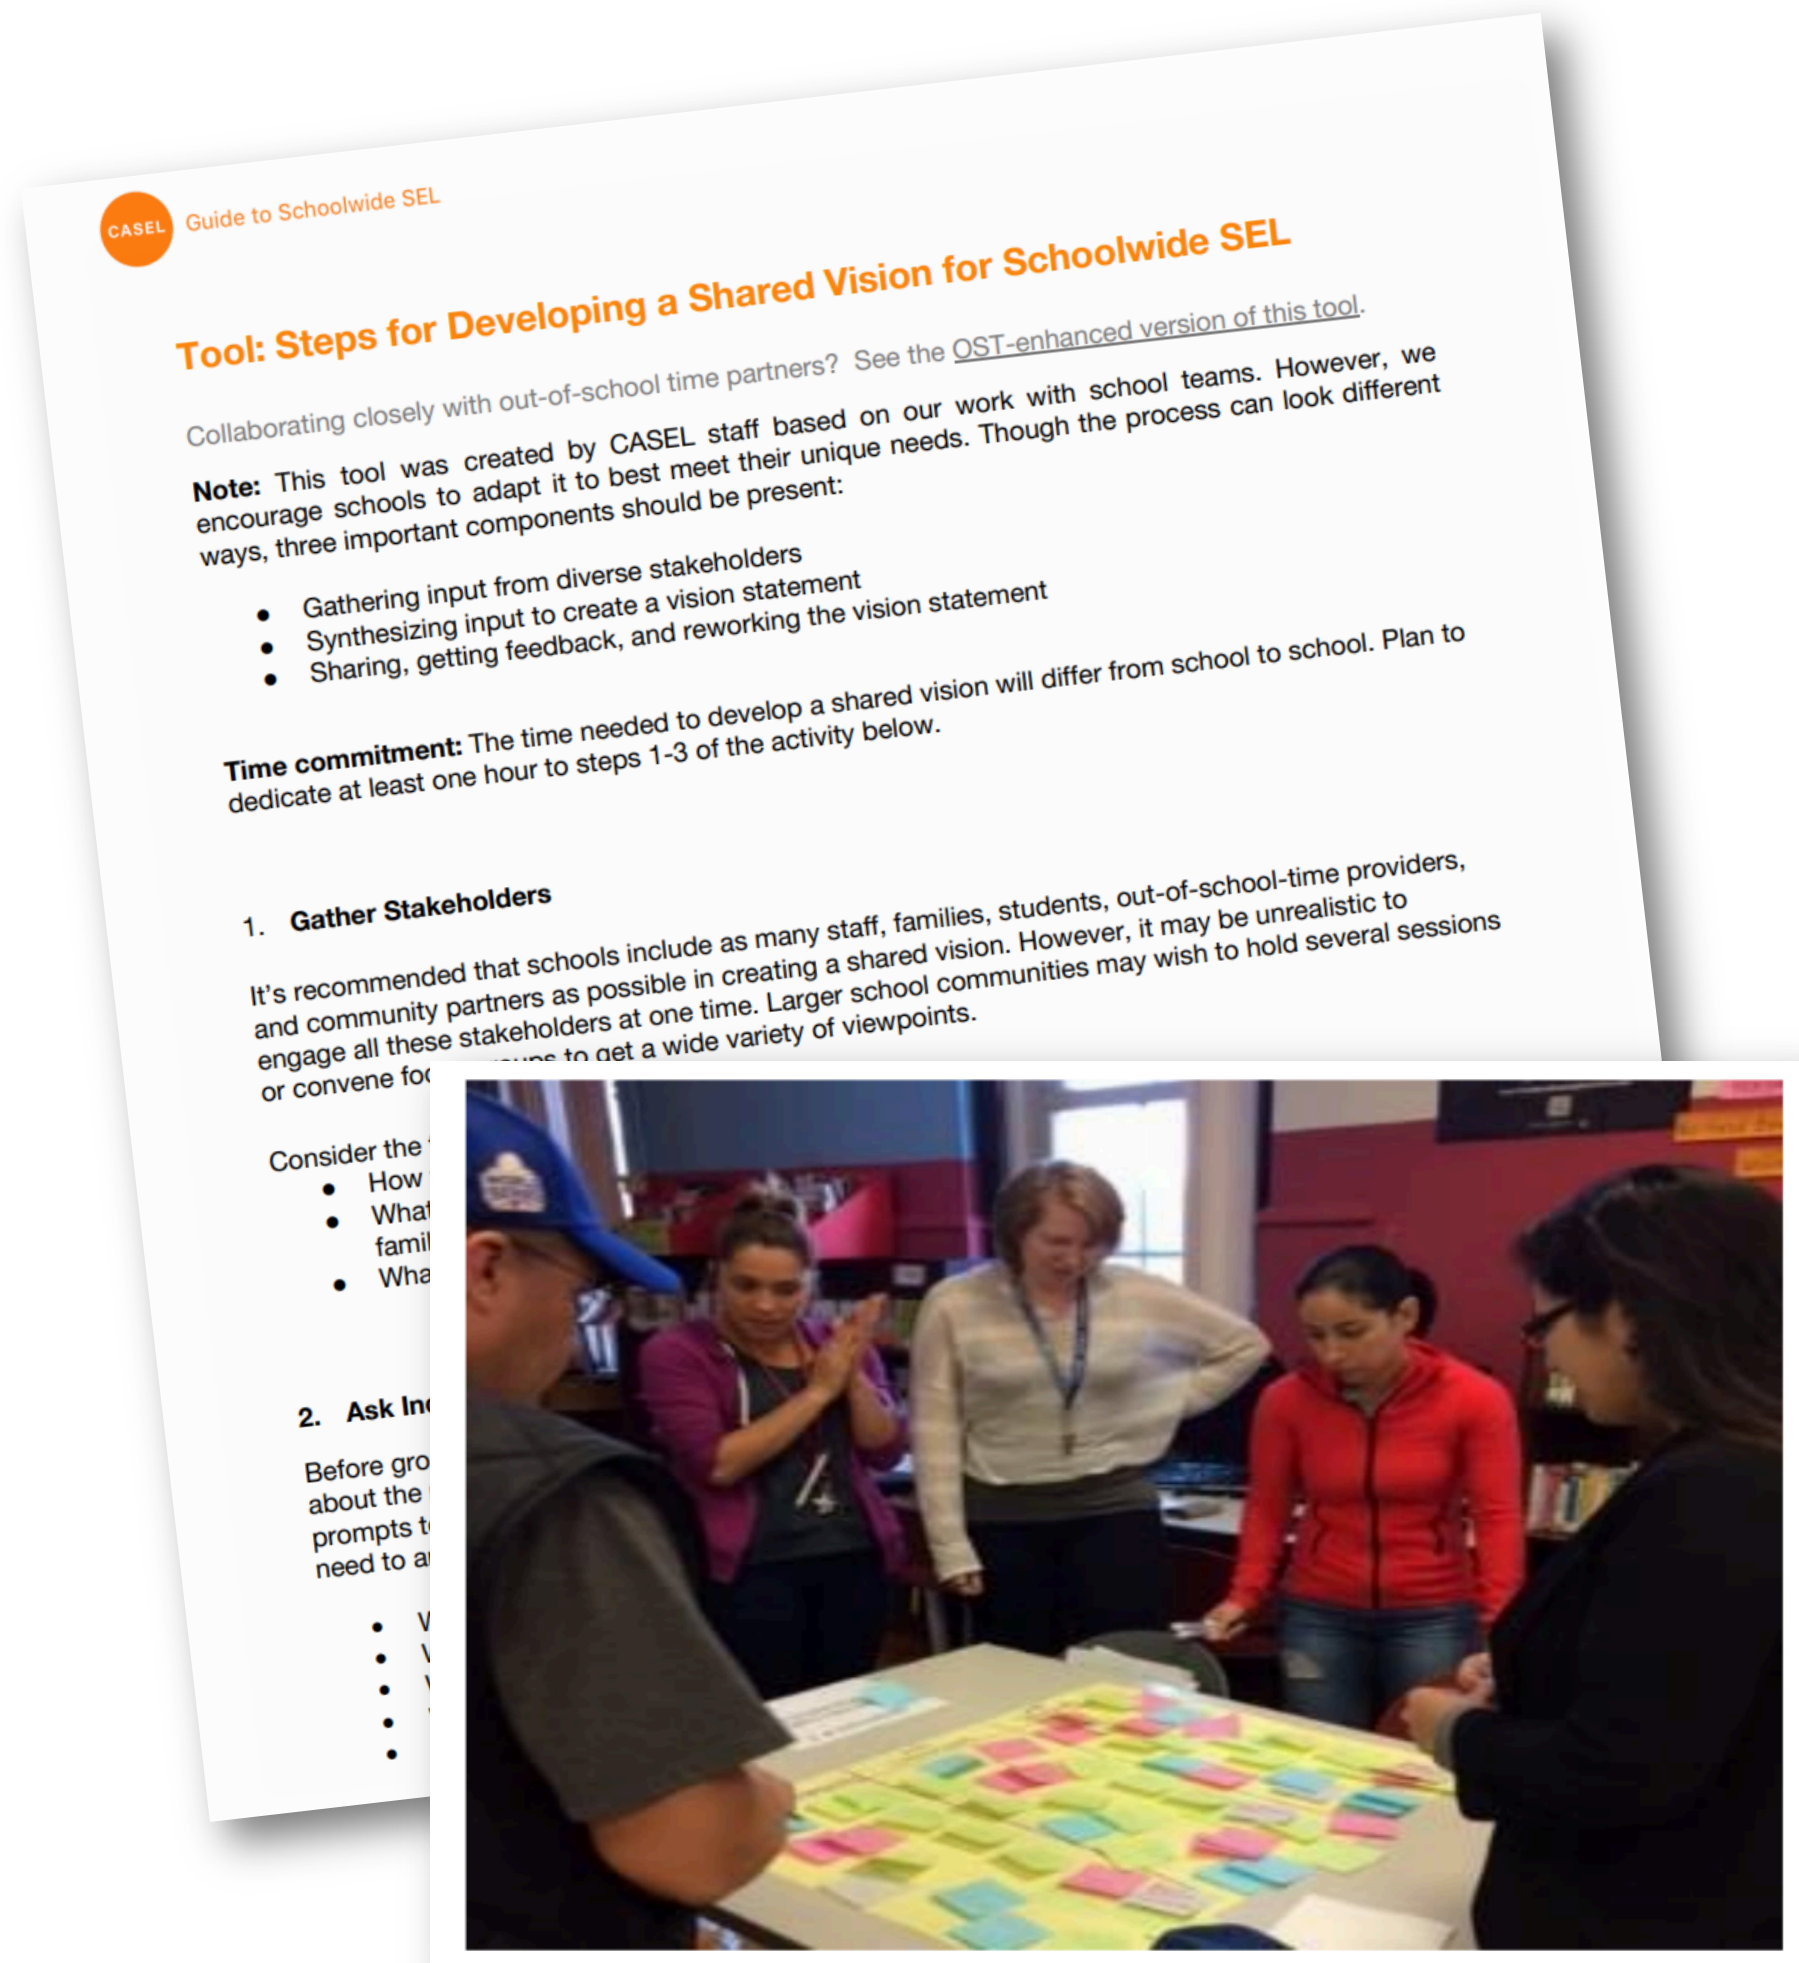 CASEL Guide to Schoolwide SEL
Tool: Steps for Developing a Shared Vision for Schoolwide SEL
Collaborating closely with out-of-school time partners? See the OST-enhanced version of this tool.
Note: This tool was created by CASEL staff based on our work with school teams. However, we
encourage schools to adapt it to best meet their unique needs. Though the process can look different
ways, three important components should be present:
● Gathering input from diverse stakeholders
● Synthesizing input to create a vision statement
● Sharing, getting feedback, and reworking the vision statement
Time commitment: The time needed to develop a shared vision will differ from school to school. Plan to
dedicate at least one hour to steps 1-3 of the activity below.
1. Gather Stakeholders
It's recommended that schools include as many staff, families, students, out-of-school-time providers,
and community partners as possible in creating a shared vision. However, it may be unrealistic to
engage all these stakeholders at one time. Larger school communities may wish to hold several sessions
or convene to get a wide variety of viewpoints.
Consider the
● How
● What
● 
2. Ask
Before
about the
prompts
need to